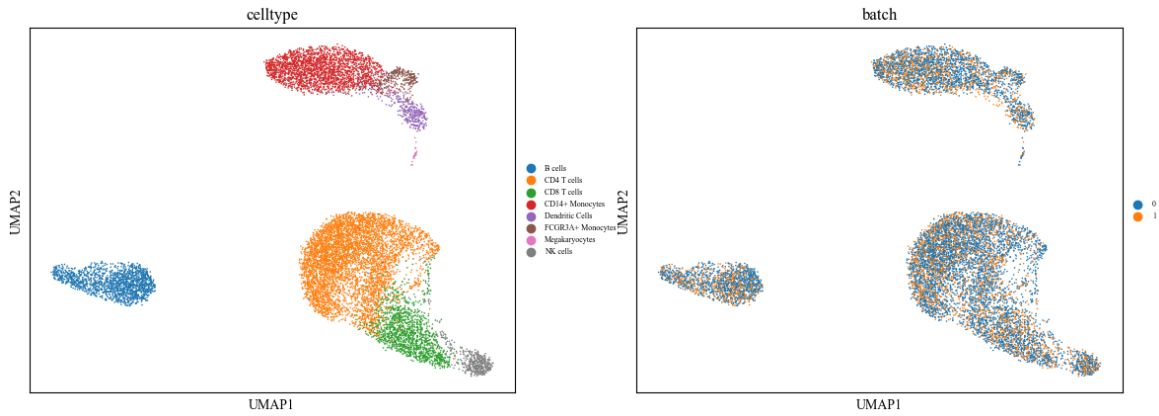 celltype
UMAP2
UMAP1
B cells
CD4 T cells
CD8 T cells
CD14+ Monocytes
Dendritic Cells
FCGR3A+ Monocytes
Megakaryocytes
NK cells
batch
UMAP2
UMAP1
0
1